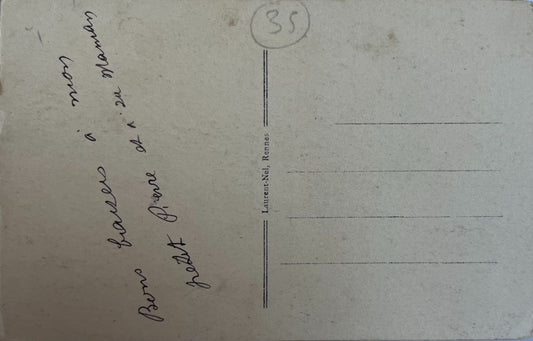 Bons baisers à mon
petit Pierre et à sa Maman
Laurent-Nel, Rennes
35